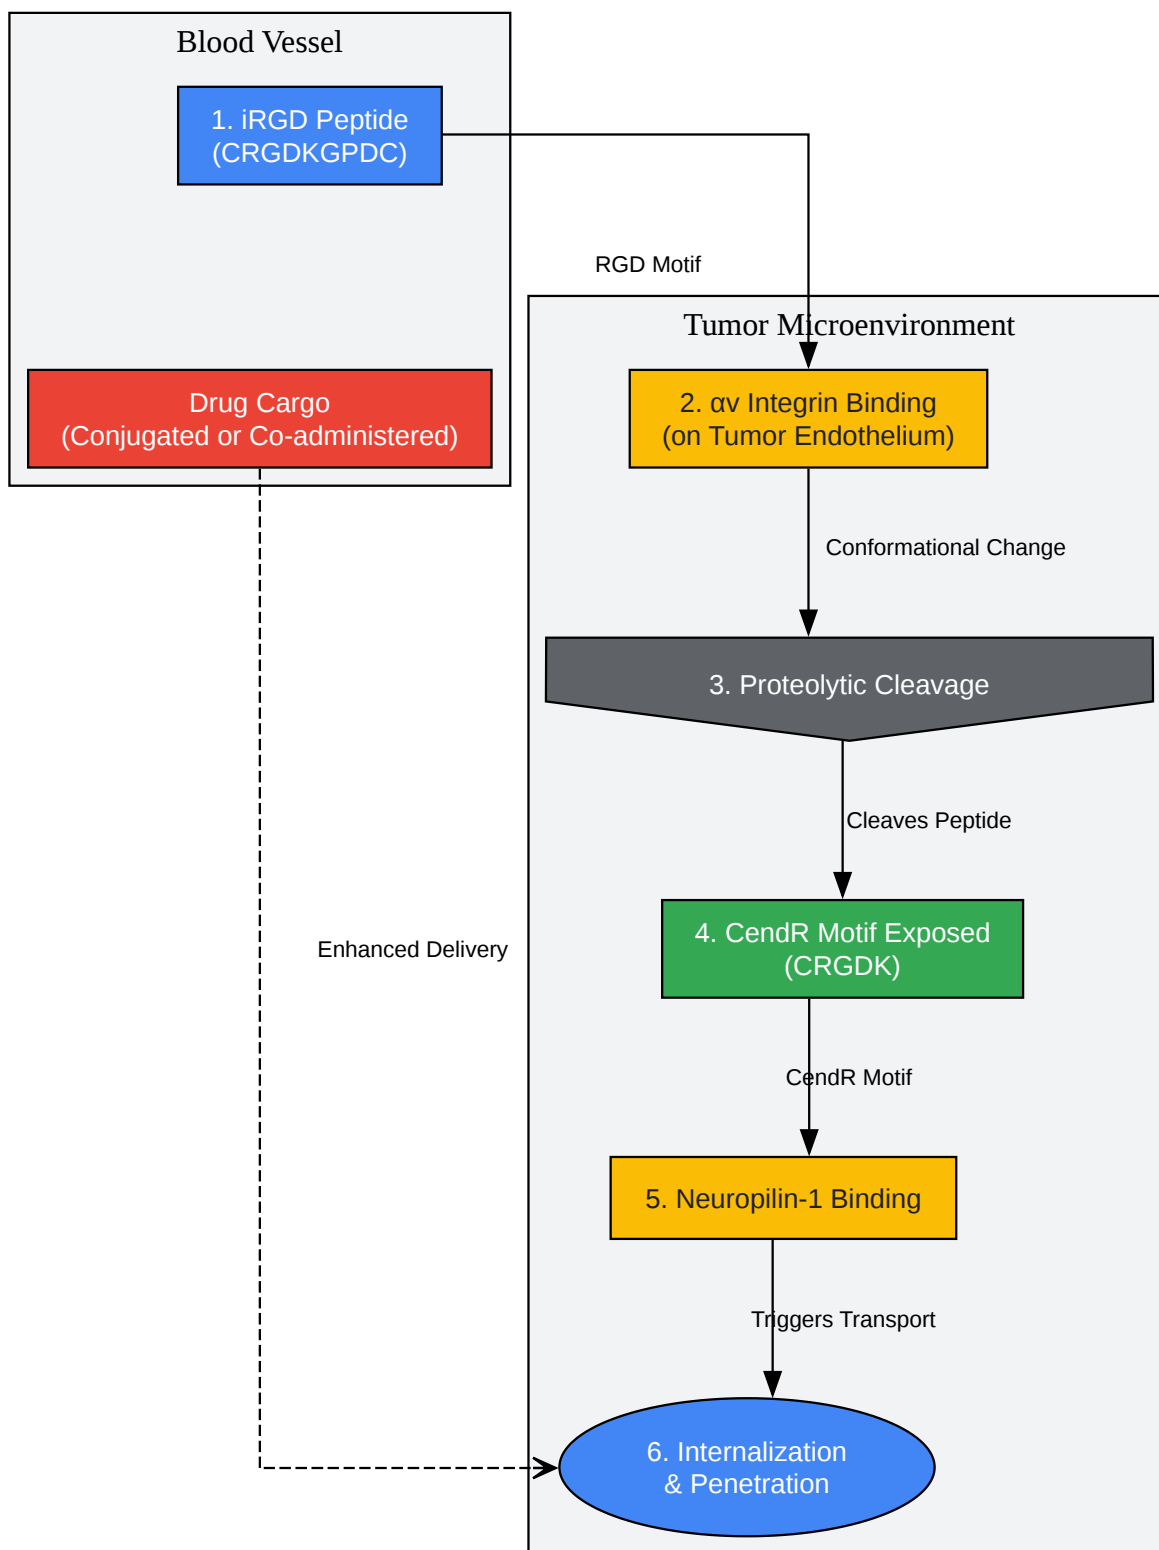 Blood Vessel
1. iRGD Peptide
(CRGDKGPDC)
RGD Motif
Tumor Microenvironment
Drug Cargo
(Conjugated or Co-administered)
2. αv Integrin Binding
(on Tumor Endothelium)
Conformational Change
3. Proteolytic Cleavage
Cleaves Peptide
4. CendR Motif Exposed
(CRGDK)
Enhanced Delivery
CendR Motif
5. Neuropilin-1 Binding
Triggers Transport
6. Internalization
& Penetration